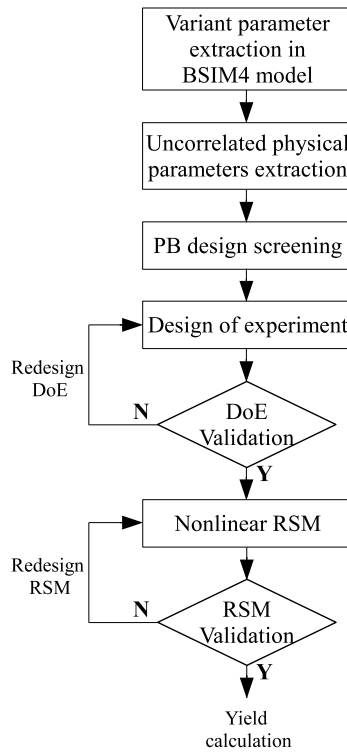 Variant parameter
extraction in
BSIM4 model
Uncorrelated physical
parameters extraction
PB design screening
Design of experiment
Redesign
DoE
N
DoE
Validation
Y
Nonlinear RSM
Redesign
RSM
N
RSM
Validation
Y
Yield
calculation